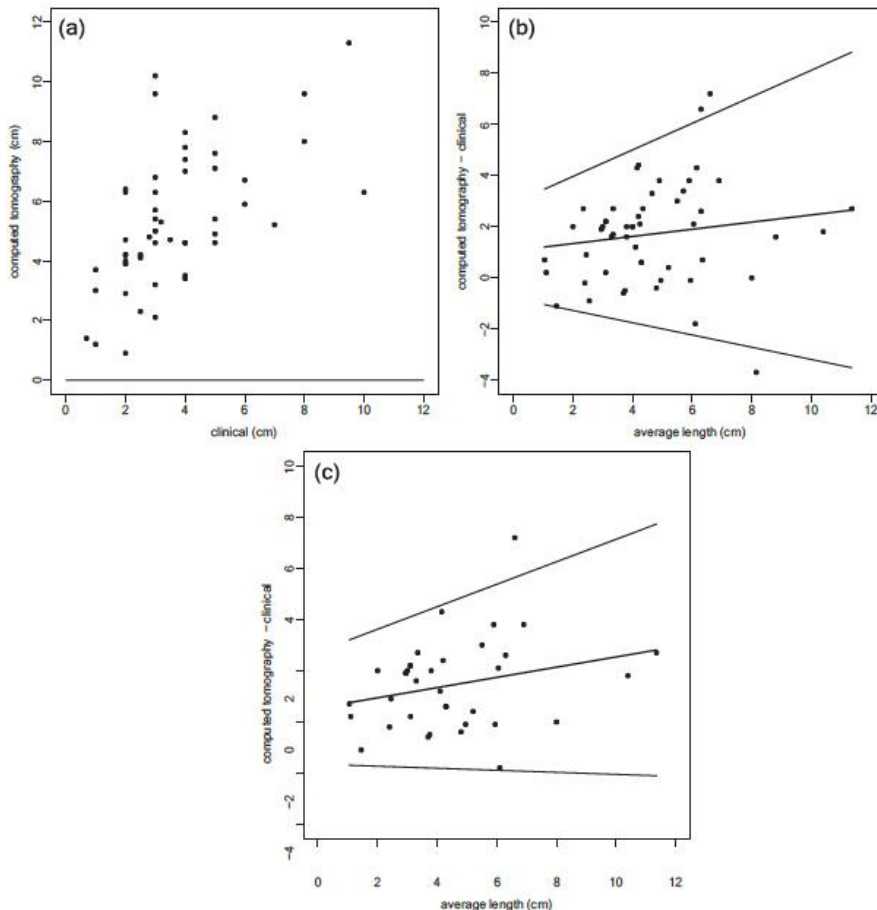 (a)
computed tomography (cm)
12
10
8
6
4
2
0
0 2 4 6 8 10 12
clinical (cm)
(b)
computed tomography − clinical
10
8
6
4
2
0
−2
−4
0 2 4 6 8 10 12
average length (cm)
(c)
computed tomography − clinical
10
8
6
4
2
0
−2
−4
0 2 4 6 8 10 12
average length (cm)